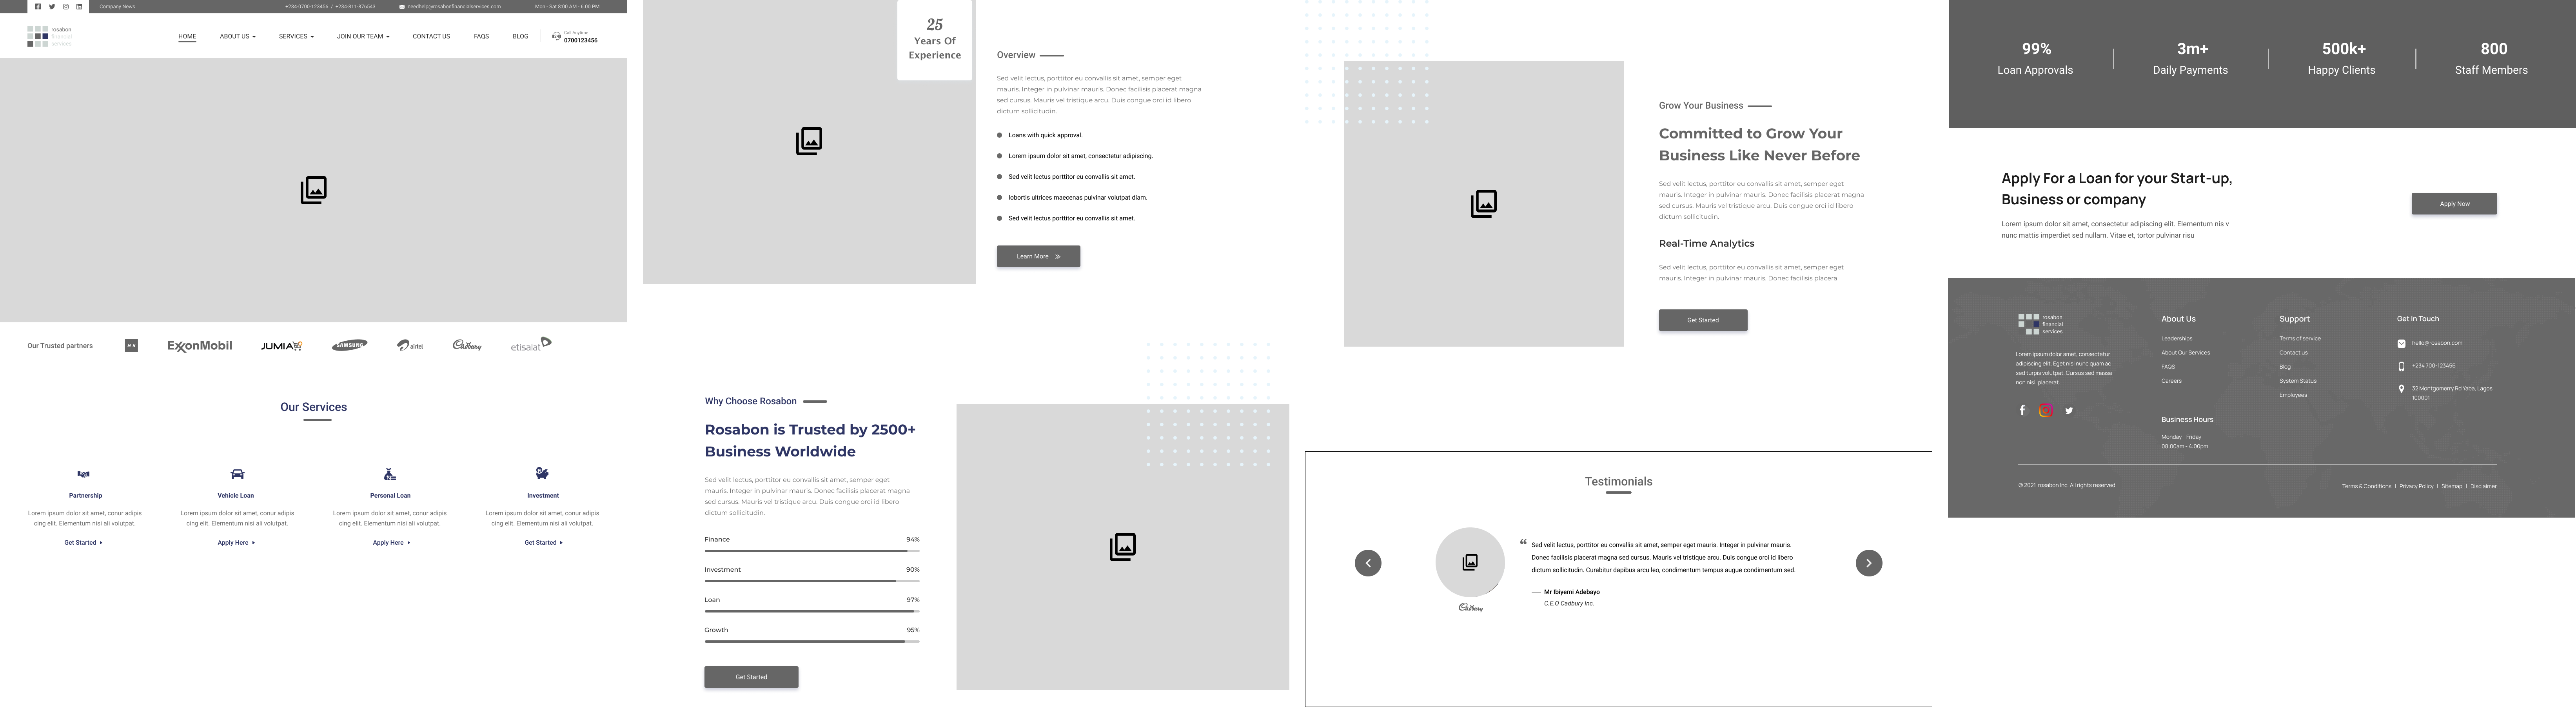 Company News
+234-0700-123456 / +234-811-876543
needhelp@rosabonfinancialservices.com
Mon - Sat 8:00 AM - 6:00 PM
rosabon
financial
services
HOME
ABOUT US
SERVICES
JOIN OUR TEAM
CONTACT US
FAQS
BLOG
Call Anytime
0700123456
Our Trusted partners
ExxonMobil
JUMIA
SAMSUNG
airtel
Cadbury
etisalat
Our Services
Partnership
Lorem ipsum dolor sit amet, conur adipis
cing elit. Elementum nisi ali volutpat.
Get Started
Vehicle Loan
Lorem ipsum dolor sit amet, conur adipis
cing elit. Elementum nisi ali volutpat.
Apply Here
Personal Loan
Lorem ipsum dolor sit amet, conur adipis
cing elit. Elementum nisi ali volutpat.
Apply Here
Investment
Lorem ipsum dolor sit amet, conur adipis
cing elit. Elementum nisi ali volutpat.
Get Started
25
Years Of
Experience
Overview
Sed velit lectus, porttitor eu convallis sit amet, semper eget
mauris. Integer in pulvinar mauris. Donec facilisis placerat magna
sed cursus. Mauris vel tristique arcu. Duis congue orci id libero
dictum sollicitudin.
Loans with quick approval.
Lorem ipsum dolor sit amet, consectetur adipiscing.
Sed velit lectus porttitor eu convallis sit amet.
lobortis ultrices maecenas pulvinar volutpat diam.
Sed velit lectus porttitor eu convallis sit amet.
Learn More
Why Choose Rosabon
Rosabon is Trusted by 2500+
Business Worldwide
Sed velit lectus, porttitor eu convallis sit amet, semper eget
mauris. Integer in pulvinar mauris. Donec facilisis placerat magna
sed cursus. Mauris vel tristique arcu. Duis congue orci id libero
dictum sollicitudin.
Finance 94%
Investment 90%
Loan 97%
Growth 95%
Get Started
Grow Your Business
Committed to Grow Your
Business Like Never Before
Sed velit lectus, porttitor eu convallis sit amet, semper eget
mauris. Integer in pulvinar mauris. Donec facilisis placerat magna
sed cursus. Mauris vel tristique arcu. Duis congue orci id libero
dictum sollicitudin.
Real-Time Analytics
Sed velit lectus, porttitor eu convallis sit amet, semper eget
mauris. Integer in pulvinar mauris. Donec facilisis placera
Get Started
Testimonials
“ Sed velit lectus, porttitor eu convallis sit amet, semper eget mauris. Integer in pulvinar mauris.
Donec facilisis placerat magna sed cursus. Mauris vel tristique arcu. Duis congue orci id libero
dictum sollicitudin. Curabitur dapibus arcu leo, condimentum tempus augue condimentum sed.
— Mr Ibiyemi Adebayo
C.E.O Cadbury Inc.
Cadbury
99%
Loan Approvals
3m+
Daily Payments
500k+
Happy Clients
800
Staff Members
Apply For a Loan for your Start-up,
Business or company
Lorem ipsum dolor sit amet, consectetur adipiscing elit. Elementum nis v
nunc mattis imperdiet sed nullam. Vitae et, tortor pulvinar risu
Apply Now
rosabon
financial
services
Lorem ipsum dolor amet, consectetur
adipiscing elit. Eget nisl nunc quam ac
sed turpis volutpat. Cursus sed massa
non nisi, placerat.
About Us
Leaderships
About Our Services
FAQS
Careers
Business Hours
Monday - Friday
08:00am - 4:00pm
Support
Terms of service
Contact us
Blog
System Status
Employees
Get In Touch
hello@rosabon.com
+234 700-123456
32 Montgomerry Rd Yaba, Lagos
100001
© 2021 rosabon Inc. All rights reserved
Terms & Conditions | Privacy Policy | Sitemap | Disclaimer